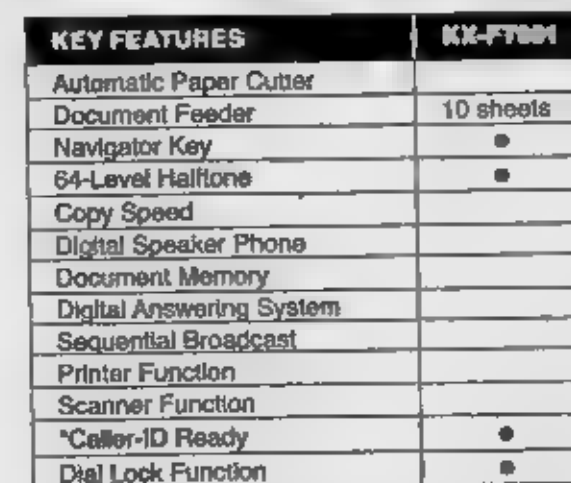 KEY FEATURES
Automatic Paper Cutter
Document Feeder 10 sheets
Navigator Key •
64-Level Halftone •
Copy Speed
Digital Speaker Phone
Document Memory
Digital Answering System
Sequential Broadcast
Printer Function
Scanner Function
*Caller-ID Ready •
Dial Lock Function •